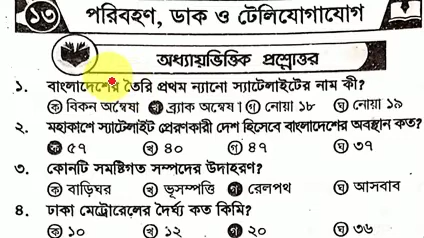 ১৩ পরিবহণ, ডাক ও টেলিযোগাযোগ
অধ্যায়ভিত্তিক প্রশ্নোত্তর
১. বাংলাদেশের তৈরি প্রথম ন্যানো স্যাটেলাইটের নাম কী?
ক বিকন অন্বেষা খ ব্র্যাক অন্বেষা গ নোয়া ১৮ ঘ নোয়া ১৯
২. মহাকাশে স্যাটেলাইট প্রেরণকারী দেশ হিসেবে বাংলাদেশের অবস্থান কত?
ক ৫৭ খ ৪০ গ ৪৭ ঘ ৩৭
৩. কোনটি সমষ্টিগত সম্পদের উদাহরণ?
ক বাড়িঘর খ ভূসম্পত্তি গ রেলপথ ঘ আসবাব
৪. ঢাকা মেট্রোরেলের দৈর্ঘ্য কত কিমি?
ক ১০ খ ১২ গ ২০ ঘ ৩৬